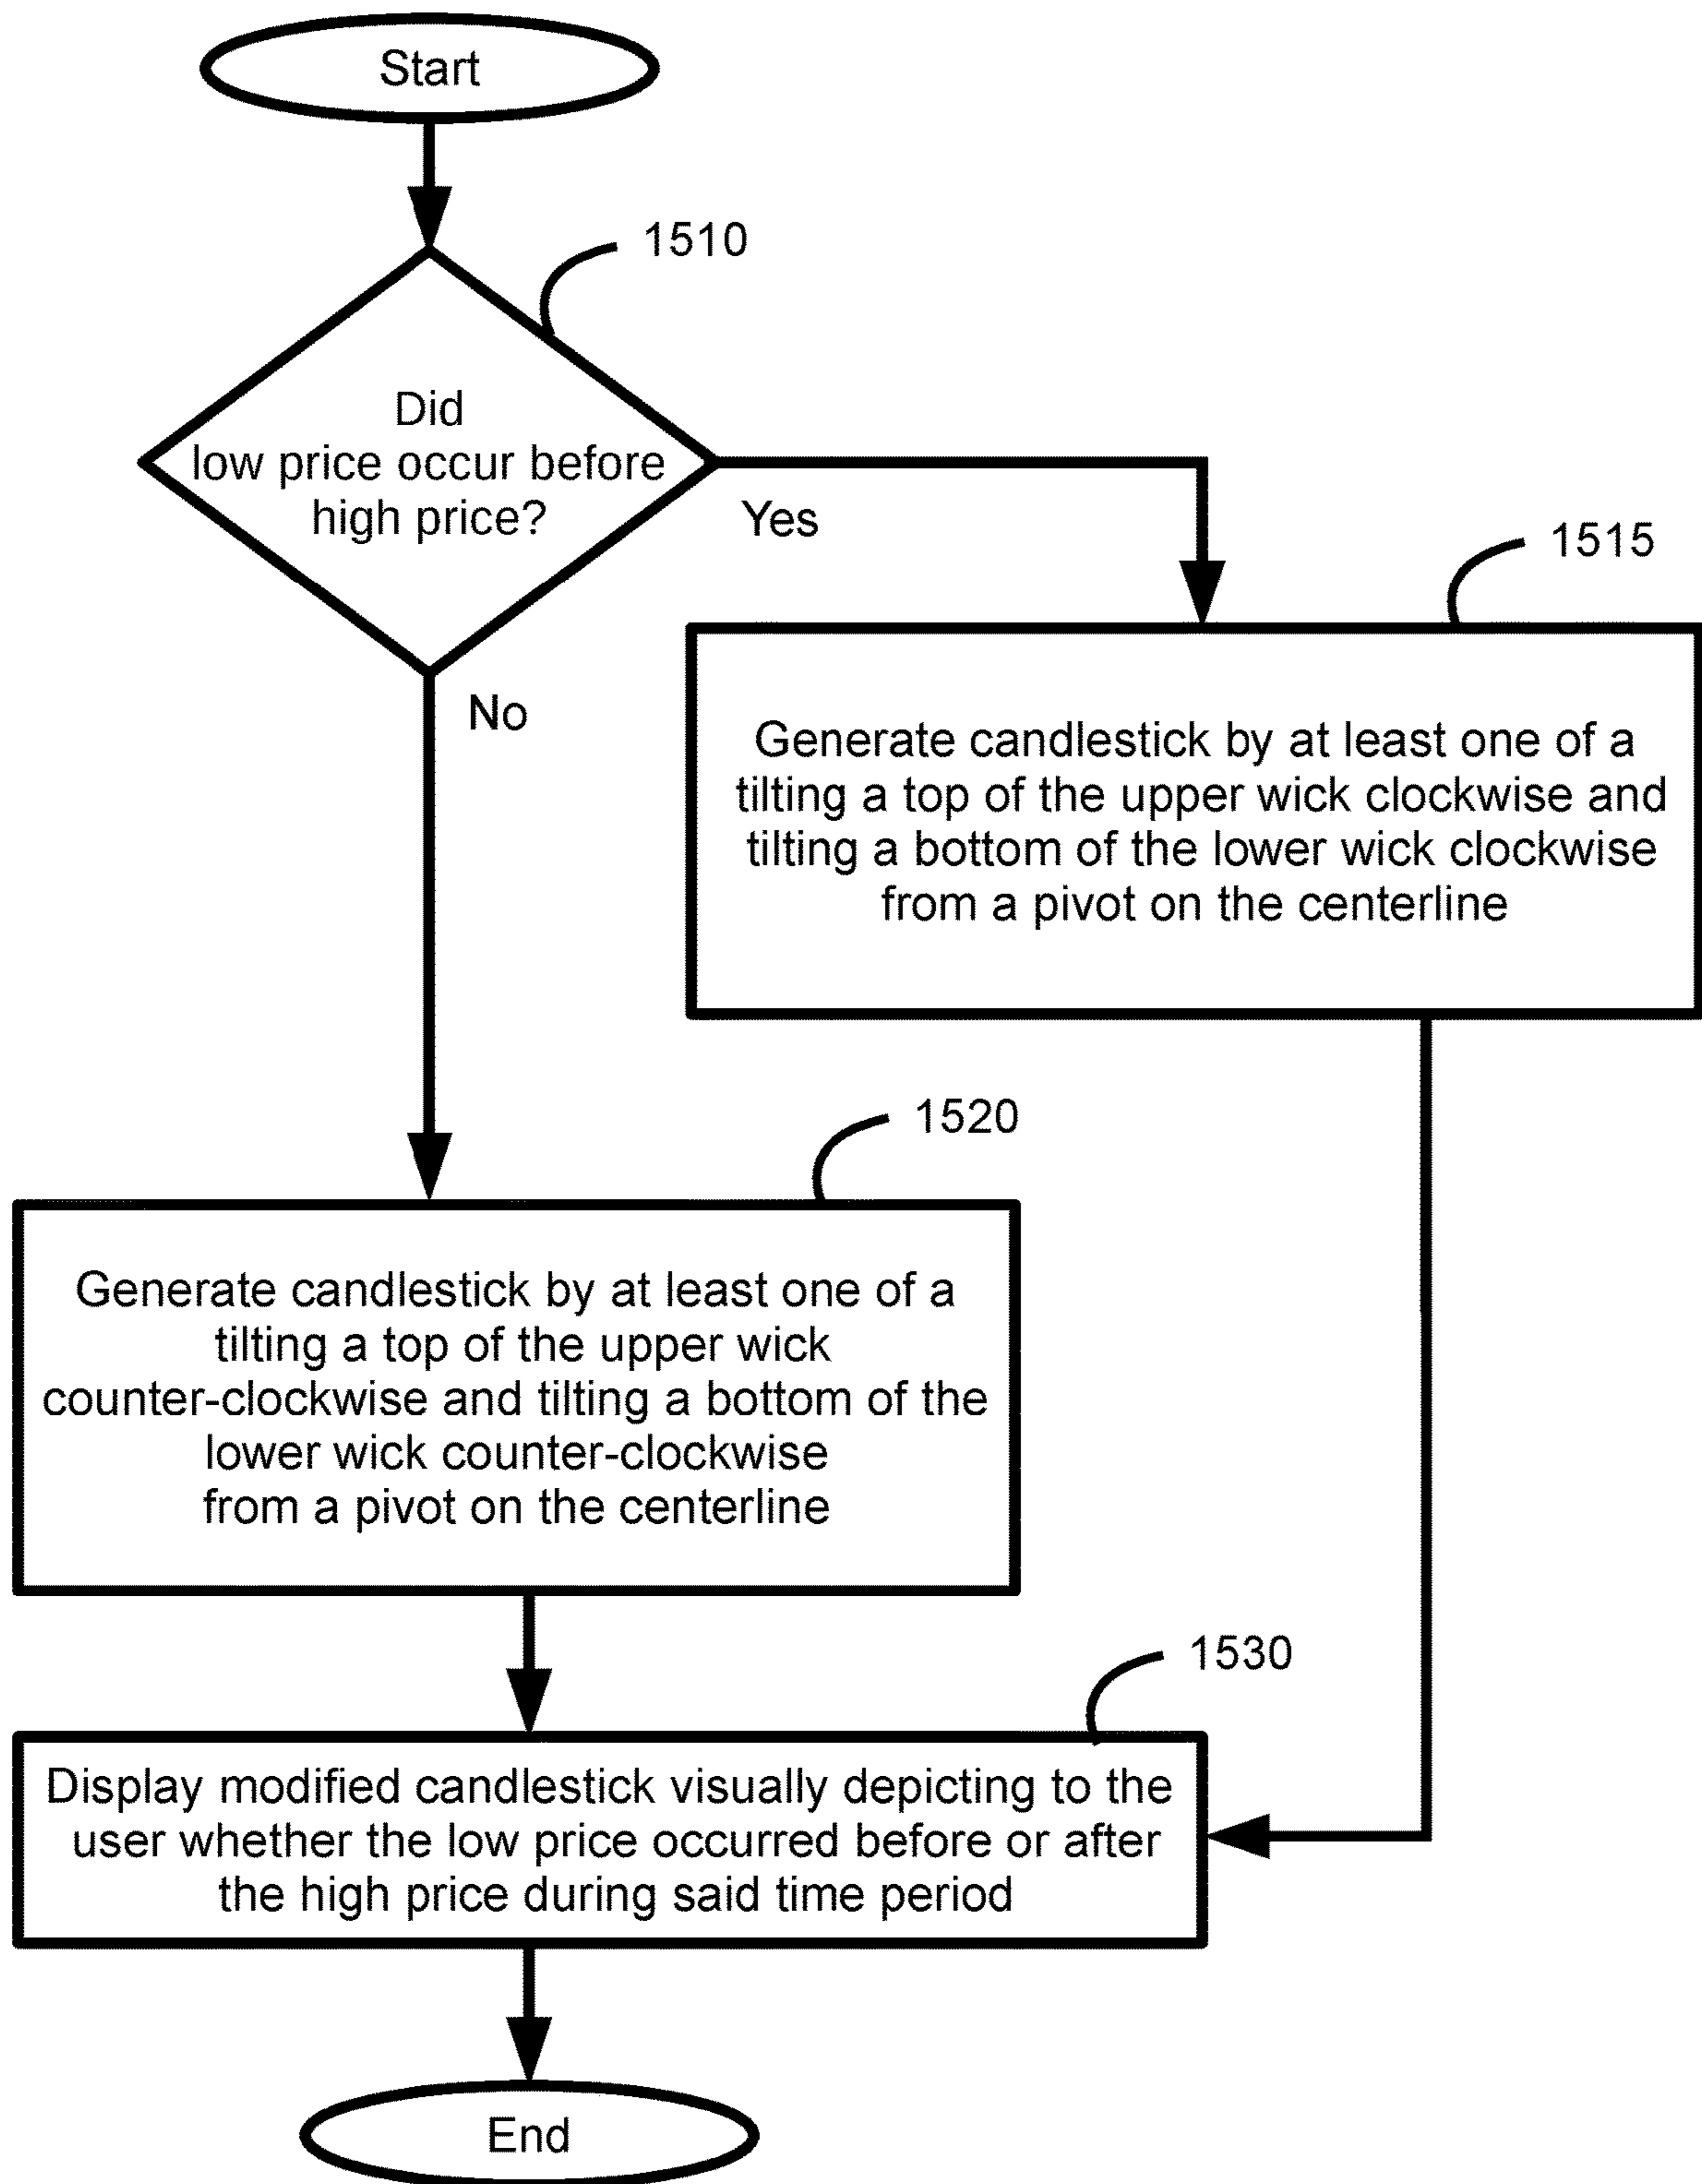 Start
1510
Did
low price occur before
high price?
Yes
1515
No
Generate candlestick by at least one of a
tilting a top of the upper wick clockwise and
tilting a bottom of the lower wick clockwise
from a pivot on the centerline
1520
Generate candlestick by at least one of a
tilting a top of the upper wick
counter-clockwise and tilting a bottom of the
lower wick counter-clockwise
from a pivot on the centerline
1530
Display modified candlestick visually depicting to the
user whether the low price occurred before or after
the high price during said time period
End